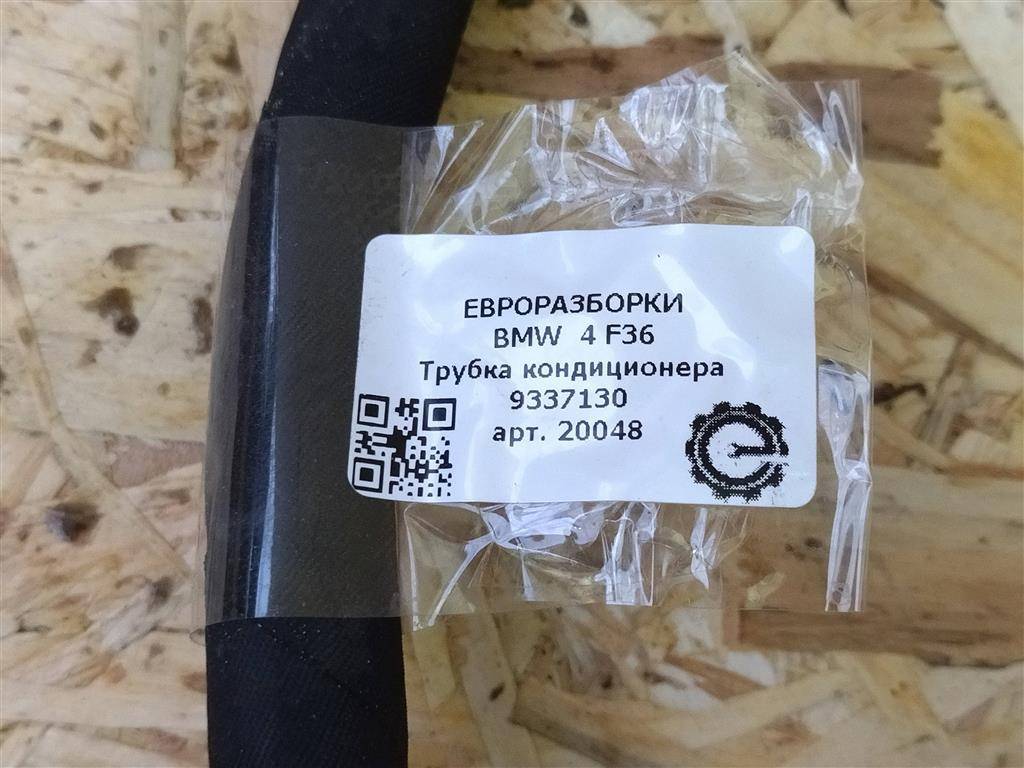 ЕВРОРАЗБОРКИ
BMW 4 F36
Трубка кондиционера
9337130
арт. 20048